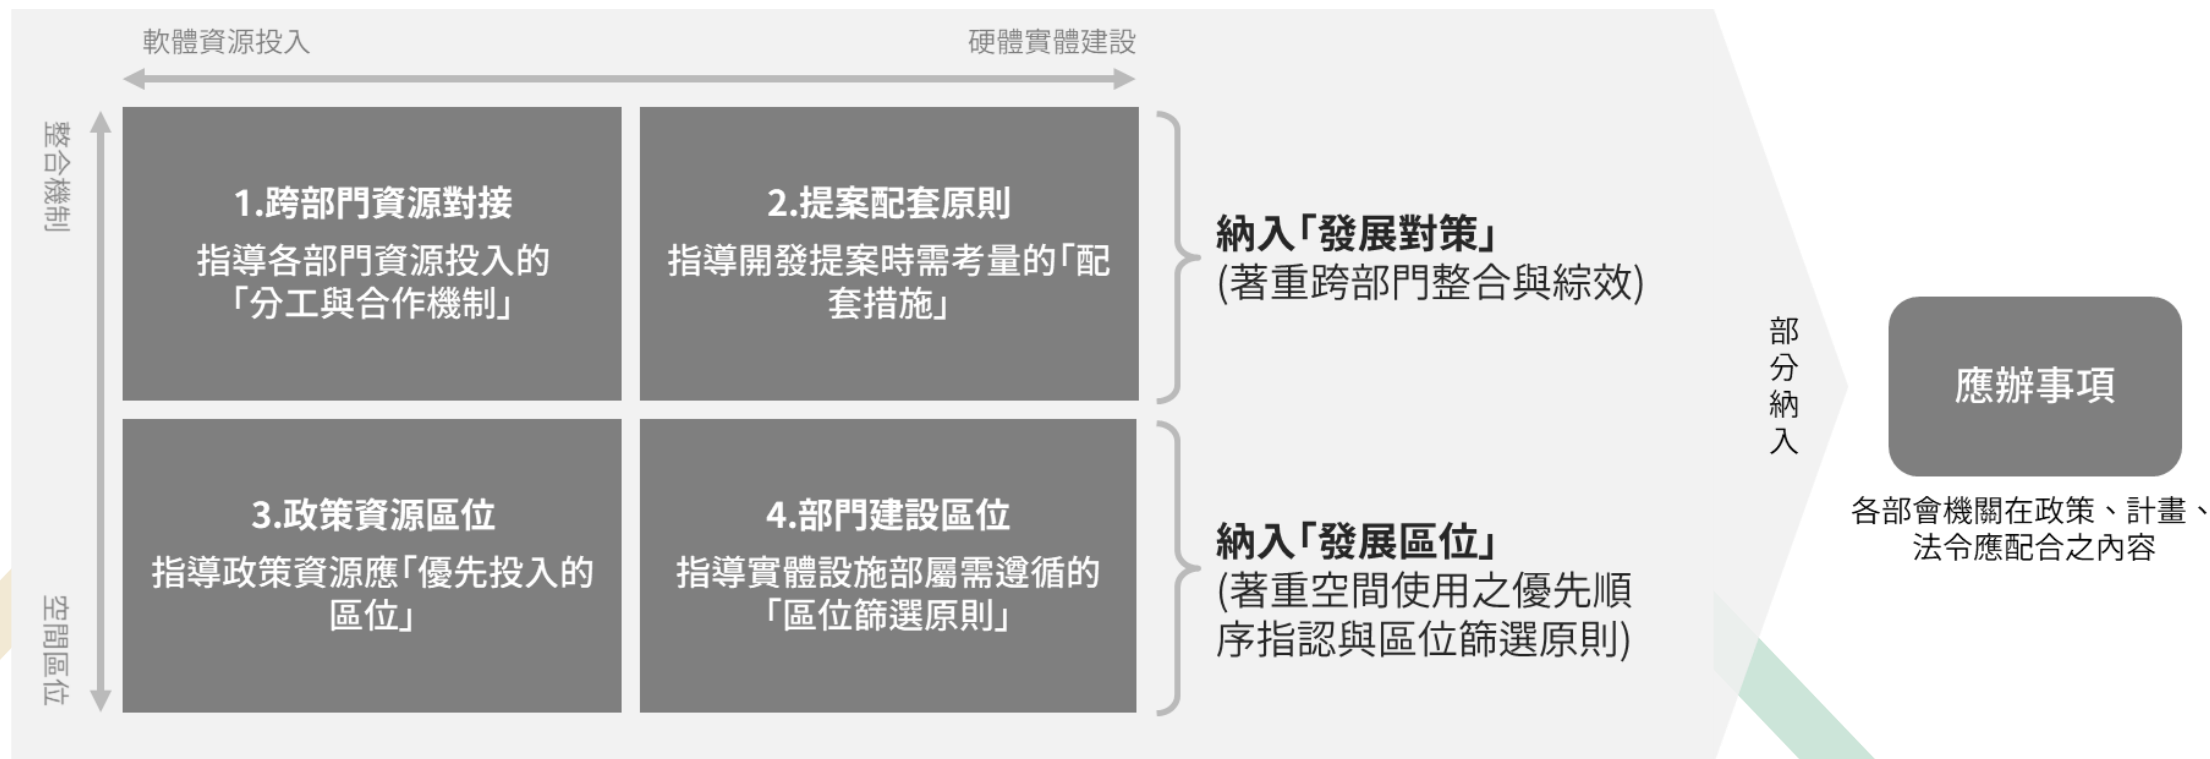 軟體資源投入
硬體實體建設
整合機制
空間區位
1.跨部門資源對接
指導各部門資源投入的
「分工與合作機制」
2.提案配套原則
指導開發提案時需考量的「配
套措施」
3.政策資源區位
指導政策資源應「優先投入的
區位」
4.部門建設區位
指導實體設施部屬需遵循的
「區位篩選原則」
納入「發展對策」
(著重跨部門整合與綜效)
納入「發展區位」
(著重空間使用之優先順
序指認與區位篩選原則)
部分納入
應辦事項
各部會機關在政策、計畫、
法令應配合之內容